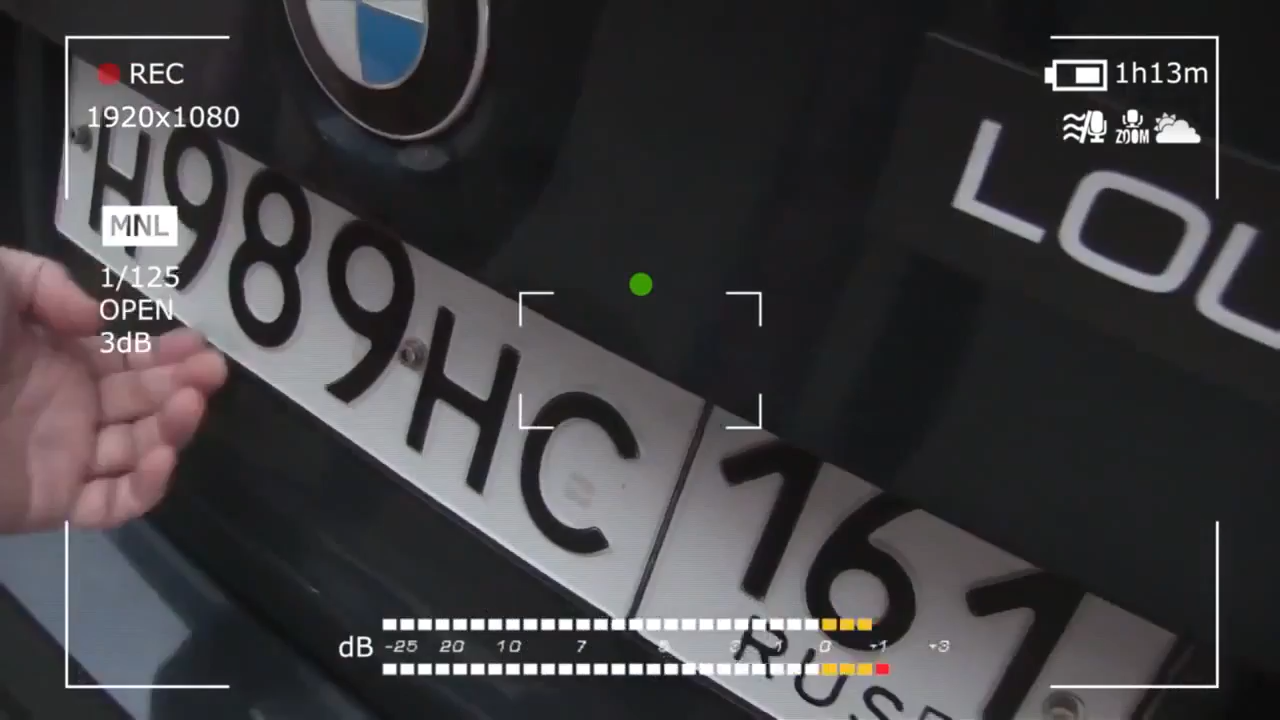 REC
1920x1080
1h13m
ZOOM
MNL
1/125
OPEN
3dB
Н989НС 161
RUS
dB -25 20 10 7 5 3 1 0 +1 +3